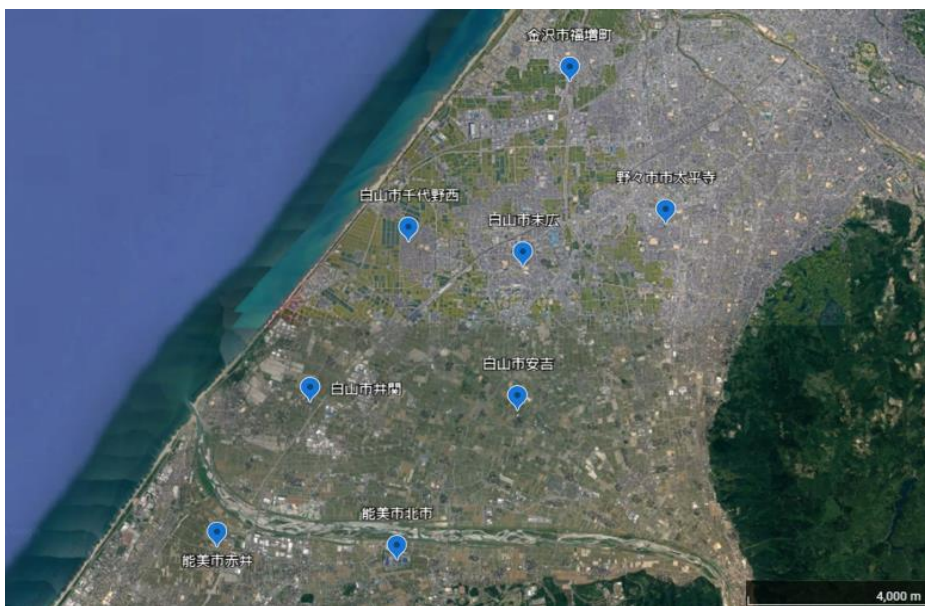 金沢市福増町
野々市市太平寺
白山市千代野西
白山市末広
白山市安吉
白山市井関
能美市北市
能美市赤井
4,000 m